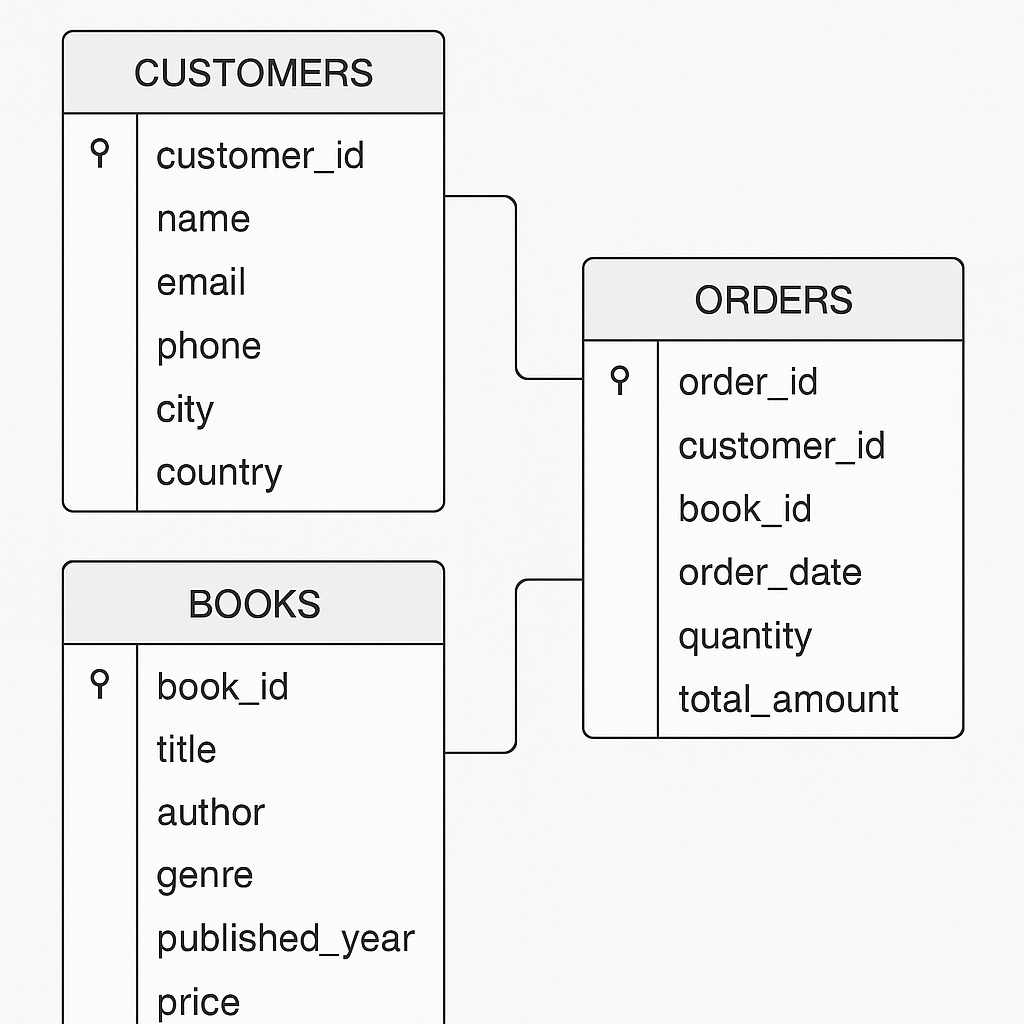 CUSTOMERS
customer_id
name
email
phone
city
country
ORDERS
order_id
customer_id
book_id
order_date
quantity
total_amount
BOOKS
book_id
title
author
genre
published_year
price